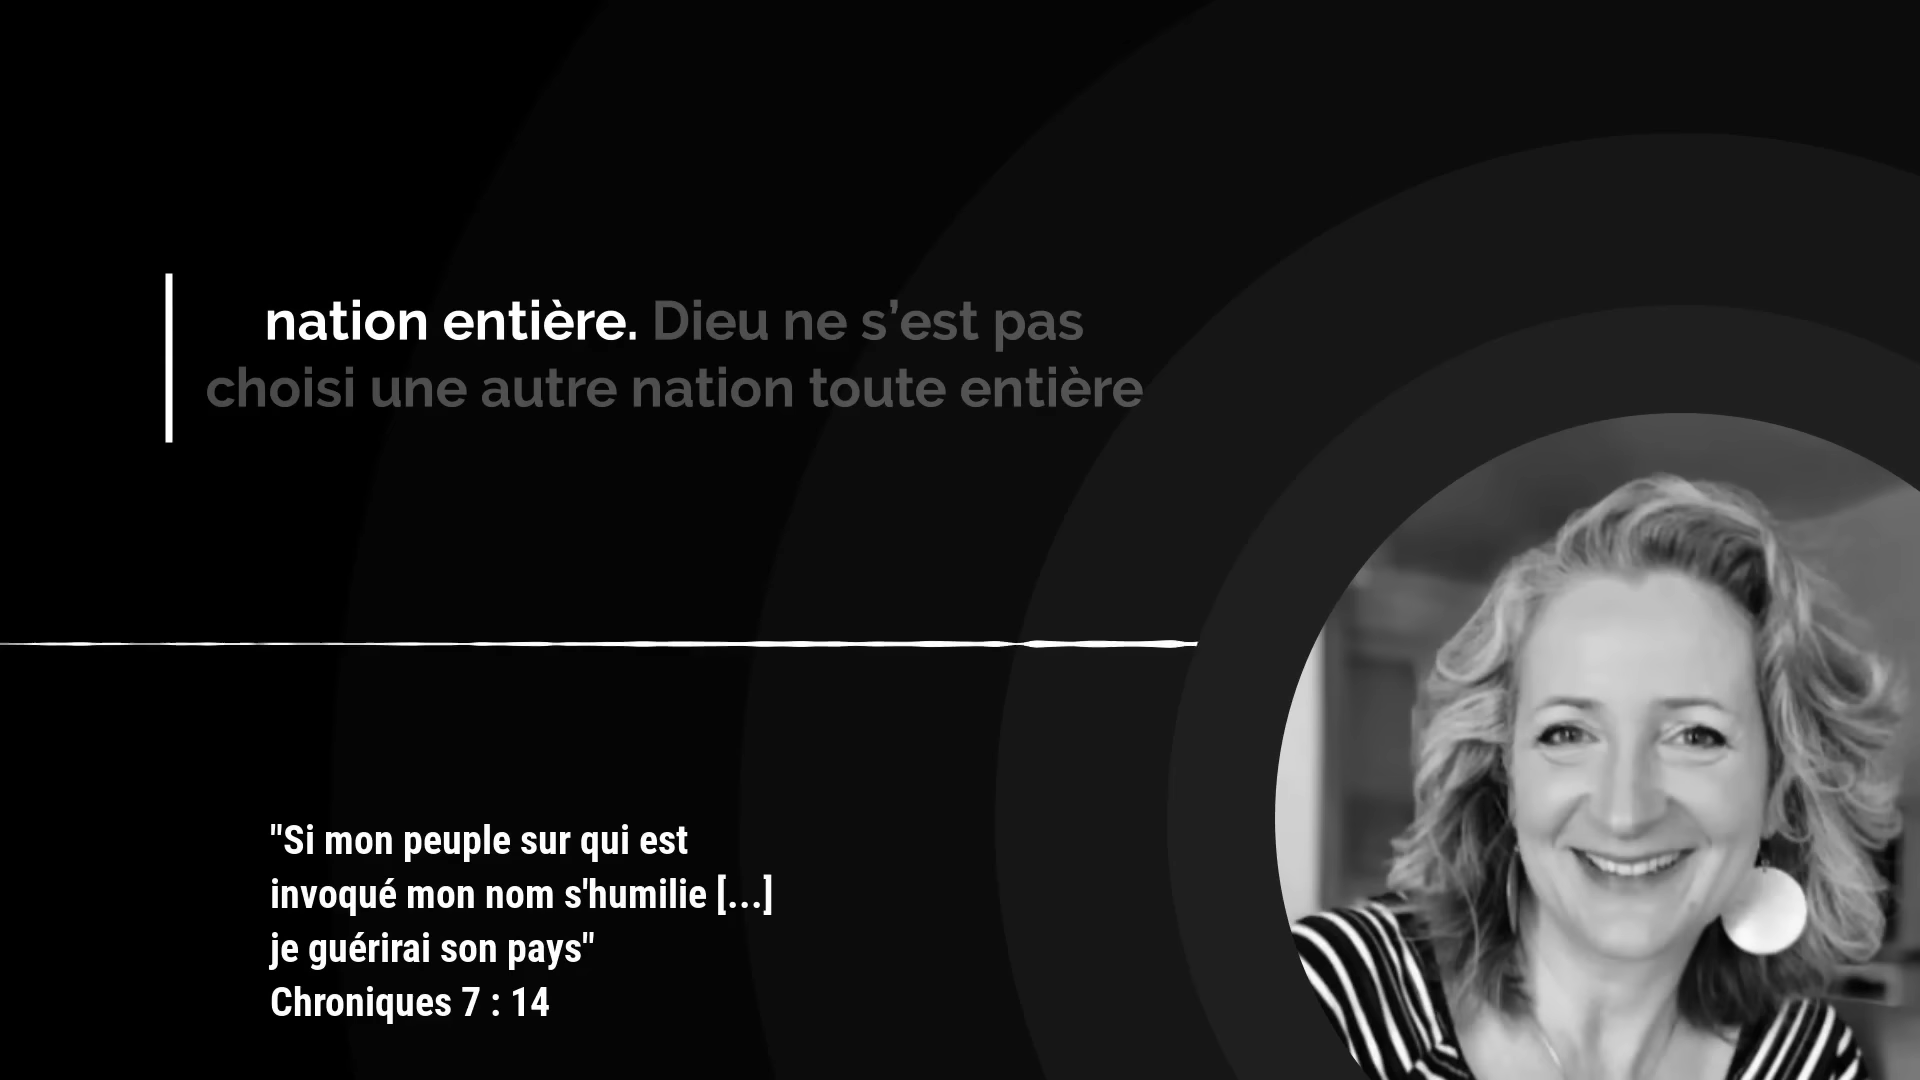 nation entière. Dieu ne s’est pas
choisi une autre nation toute entière
"Si mon peuple sur qui est
invoqué mon nom s'humilie [...]
je guérirai son pays"
Chroniques 7 : 14